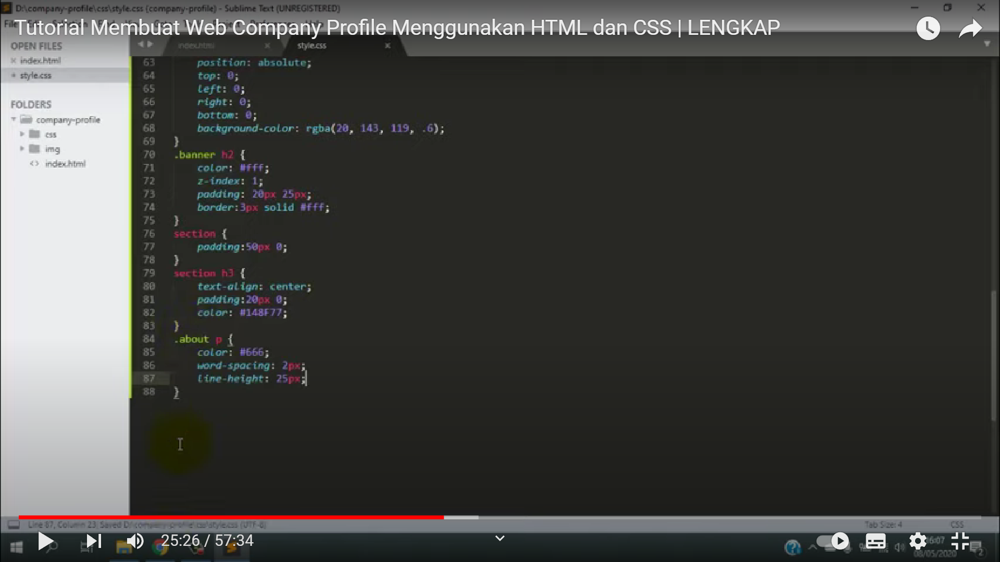 D:\company-profile\css\style.css (company-profile) - Sublime Text (UNREGISTERED)
Tutorial Membuat Web Company Profile Menggunakan HTML dan CSS | LENGKAP
OPEN FILES
index.html
style.css
FOLDERS
company-profile
css
img
index.html
index.html
style.css
63 position: absolute;
64 top: 0;
65 left: 0;
66 right: 0;
67 bottom: 0;
68 background-color: rgba(20, 143, 119, .6);
69 }
70 .banner h2 {
71 color: #fff;
72 z-index: 1;
73 padding: 20px 25px;
74 border:3px solid #fff;
75 }
76 section {
77 padding:50px 0;
78 }
79 section h3 {
80 text-align: center;
81 padding:20px 0;
82 color: #148F77;
83 }
84 .about p {
85 color: #666;
86 word-spacing: 2px;
87 line-height: 25px;
88 }
Line 87, Column 23; Saved D:\company-profile\css\style.css (UTF-8)
Tab Size: 4
CSS
25:26 / 57:34
16:07
08/05/2020
2